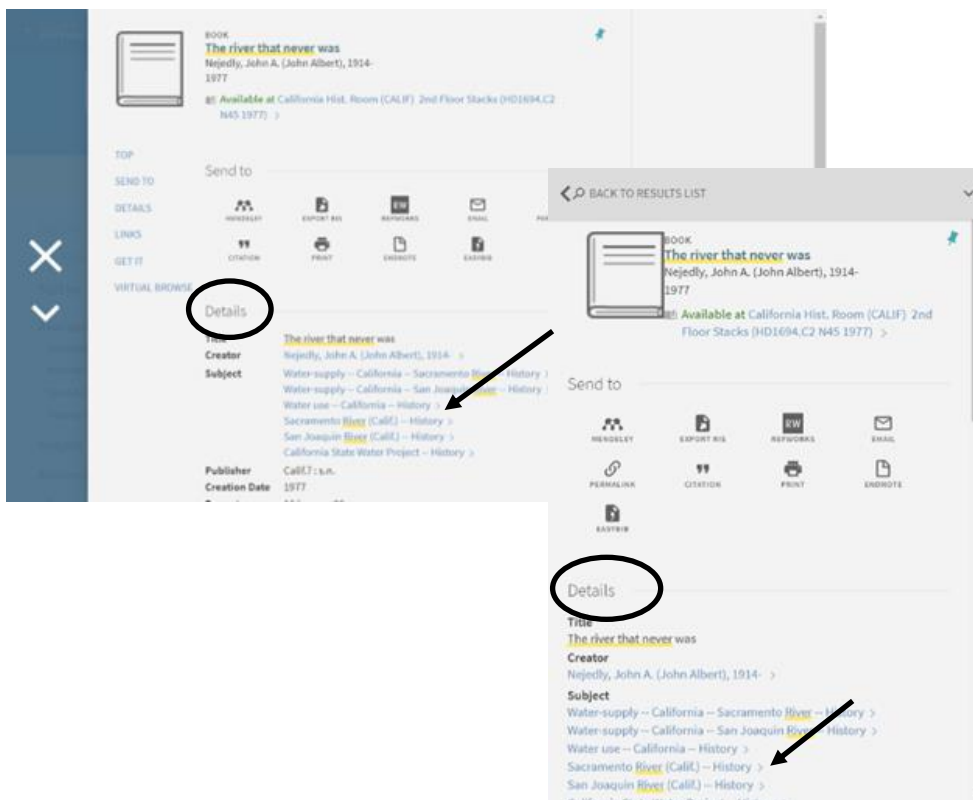 BOOK
The river that never was
Nejedly, John A. (John Albert), 1914-
1977
Available at California Hist. Room (CALIF) 2nd Floor Stacks (HD1694.C2
N45 1977) >
TOP
SEND TO
DETAILS
LINKS
GET IT
VIRTUAL BROWSE
Send to
MENDELEY
EXPORT RIS
RW
REFWORKS
EMAIL
CITATION
PRINT
ENDNOTE
EASYBIB
Details
Title The river that never was
Creator Nejedly, John A. (John Albert), 1914- >
Subject Water-supply -- California -- Sacramento River -- History >
Water-supply -- California -- San Joaquin River -- History >
Water use -- California -- History >
Sacramento River (Calif.) -- History >
San Joaquin River (Calif.) -- History >
California State Water Project -- History >
Publisher Calif.? : s.n.
Creation Date 1977
BACK TO RESULTS LIST
BOOK
The river that never was
Nejedly, John A. (John Albert), 1914-
1977
Available at California Hist. Room (CALIF) 2nd
Floor Stacks (HD1694.C2 N45 1977) >
Send to
MENDELEY
EXPORT RIS
RW
REFWORKS
EMAIL
PERMALINK
CITATION
PRINT
ENDNOTE
EASYBIB
Details
Title
The river that never was
Creator
Nejedly, John A. (John Albert), 1914- >
Subject
Water-supply -- California -- Sacramento River -- History >
Water-supply -- California -- San Joaquin River -- History >
Water use -- California -- History >
Sacramento River (Calif.) -- History >
San Joaquin River (Calif.) -- History >